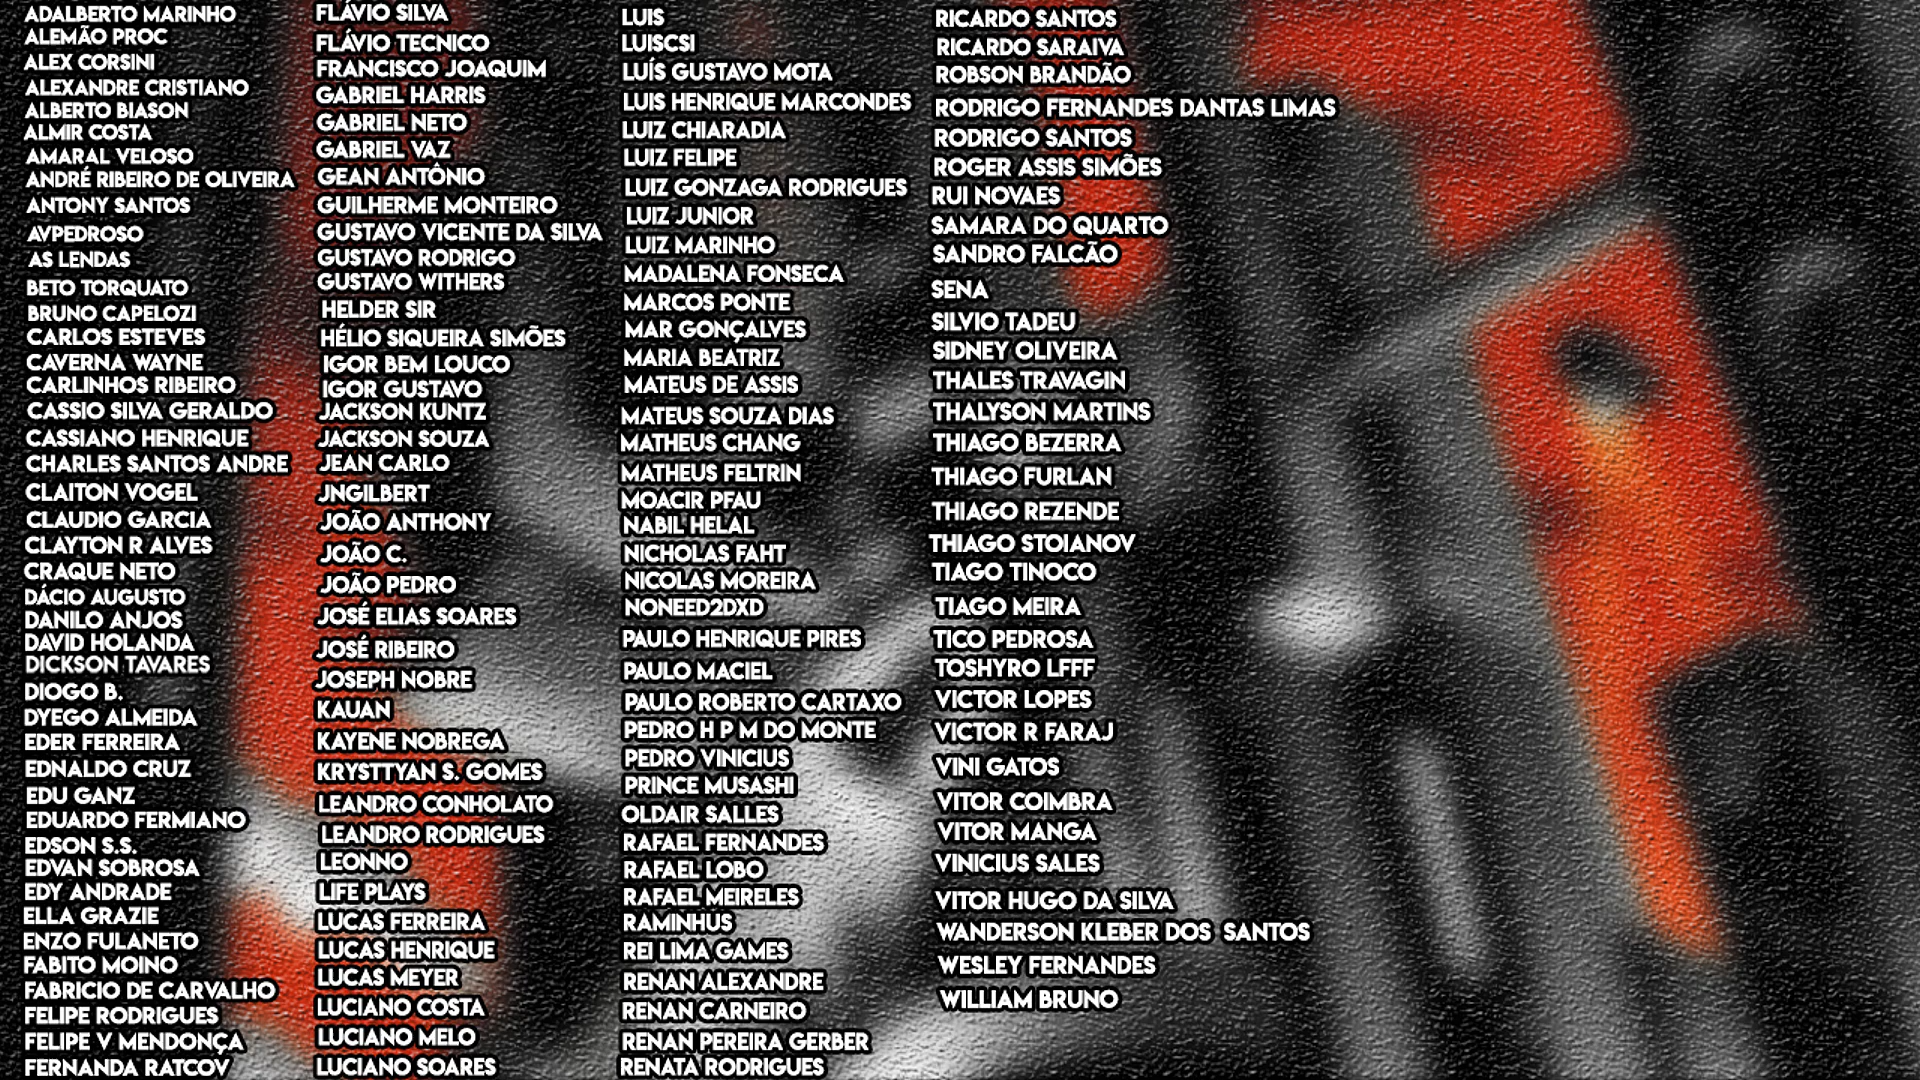 ADALBERTO MARINHO
ALEMÃO PROC
ALEX CORSINI
ALEXANDRE CRISTIANO
ALBERTO BIASON
ALMIR COSTA
AMARAL VELOSO
ANDRÉ RIBEIRO DE OLIVEIRA
ANTONY SANTOS
AVPEDROSO
AS LENDAS
BETO TORQUATO
BRUNO CAPELOZI
CARLOS ESTEVES
CAVERNA WAYNE
CARLINHOS RIBEIRO
CASSIO SILVA GERALDO
CASSIANO HENRIQUE
CHARLES SANTOS ANDRE
CLAITON VOGEL
CLAUDIO GARCIA
CLAYTON R ALVES
CRAQUE NETO
DÁCIO AUGUSTO
DANILO ANJOS
DAVID HOLANDA
DICKSON TAVARES
DIOGO B.
DYEGO ALMEIDA
EDER FERREIRA
EDNALDO CRUZ
EDU GANZ
EDUARDO FERMIANO
EDSON S.S.
EDVAN SOBROSA
EDY ANDRADE
ELLA GRAZIE
ENZO FULANETO
FABITO MOINO
FABRICIO DE CARVALHO
FELIPE RODRIGUES
FELIPE V MENDONÇA
FERNANDA RATCOV
FLÁVIO SILVA
FLÁVIO TECNICO
FRANCISCO JOAQUIM
GABRIEL HARRIS
GABRIEL NETO
GABRIEL VAZ
GEAN ANTÔNIO
GUILHERME MONTEIRO
GUSTAVO VICENTE DA SILVA
GUSTAVO RODRIGO
GUSTAVO WITHERS
HELDER SIR
HÉLIO SIQUEIRA SIMÕES
IGOR BEM LOUCO
IGOR GUSTAVO
JACKSON KUNTZ
JACKSON SOUZA
JEAN CARLO
JNGILBERT
JOÃO ANTHONY
JOÃO C.
JOÃO PEDRO
JOSÉ ELIAS SOARES
JOSÉ RIBEIRO
JOSEPH NOBRE
KAUAN
KAYENE NOBREGA
KRYSTTYAN S. GOMES
LEANDRO CONHOLATO
LEANDRO RODRIGUES
LEONNO
LIFE PLAYS
LUCAS FERREIRA
LUCAS HENRIQUE
LUCAS MEYER
LUCIANO COSTA
LUCIANO MELO
LUCIANO SOARES
LUIS
LUISCSI
LUÍS GUSTAVO MOTA
LUIS HENRIQUE MARCONDES
LUIZ CHIARADIA
LUIZ FELIPE
LUIZ GONZAGA RODRIGUES
LUIZ JUNIOR
LUIZ MARINHO
MADALENA FONSECA
MARCOS PONTE
MAR GONÇALVES
MARIA BEATRIZ
MATEUS DE ASSIS
MATEUS SOUZA DIAS
MATHEUS CHANG
MATHEUS FELTRIN
MOACIR PFAU
NABIL HELAL
NICHOLAS FAHT
NICOLAS MOREIRA
NONEED2DXD
PAULO HENRIQUE PIRES
PAULO MACIEL
PAULO ROBERTO CARTAXO
PEDRO H P M DO MONTE
PEDRO VINICIUS
PRINCE MUSASHI
OLDAIR SALLES
RAFAEL FERNANDES
RAFAEL LOBO
RAFAEL MEIRELES
RAMINHUS
REI LIMA GAMES
RENAN ALEXANDRE
RENAN CARNEIRO
RENAN PEREIRA GERBER
RENATA RODRIGUES
RICARDO SANTOS
RICARDO SARAIVA
ROBSON BRANDÃO
RODRIGO FERNANDES DANTAS LIMAS
RODRIGO SANTOS
ROGER ASSIS SIMÕES
RUI NOVAES
SAMARA DO QUARTO
SANDRO FALCÃO
SENA
SILVIO TADEU
SIDNEY OLIVEIRA
THALES TRAVAGIN
THALYSON MARTINS
THIAGO BEZERRA
THIAGO FURLAN
THIAGO REZENDE
THIAGO STOIANOV
TIAGO TINOCO
TIAGO MEIRA
TICO PEDROSA
TOSHYRO LFFF
VICTOR LOPES
VICTOR R FARAJ
VINI GATOS
VITOR COIMBRA
VITOR MANGA
VINICIUS SALES
VITOR HUGO DA SILVA
WANDERSON KLEBER DOS  SANTOS
WESLEY FERNANDES
WILLIAM BRUNO